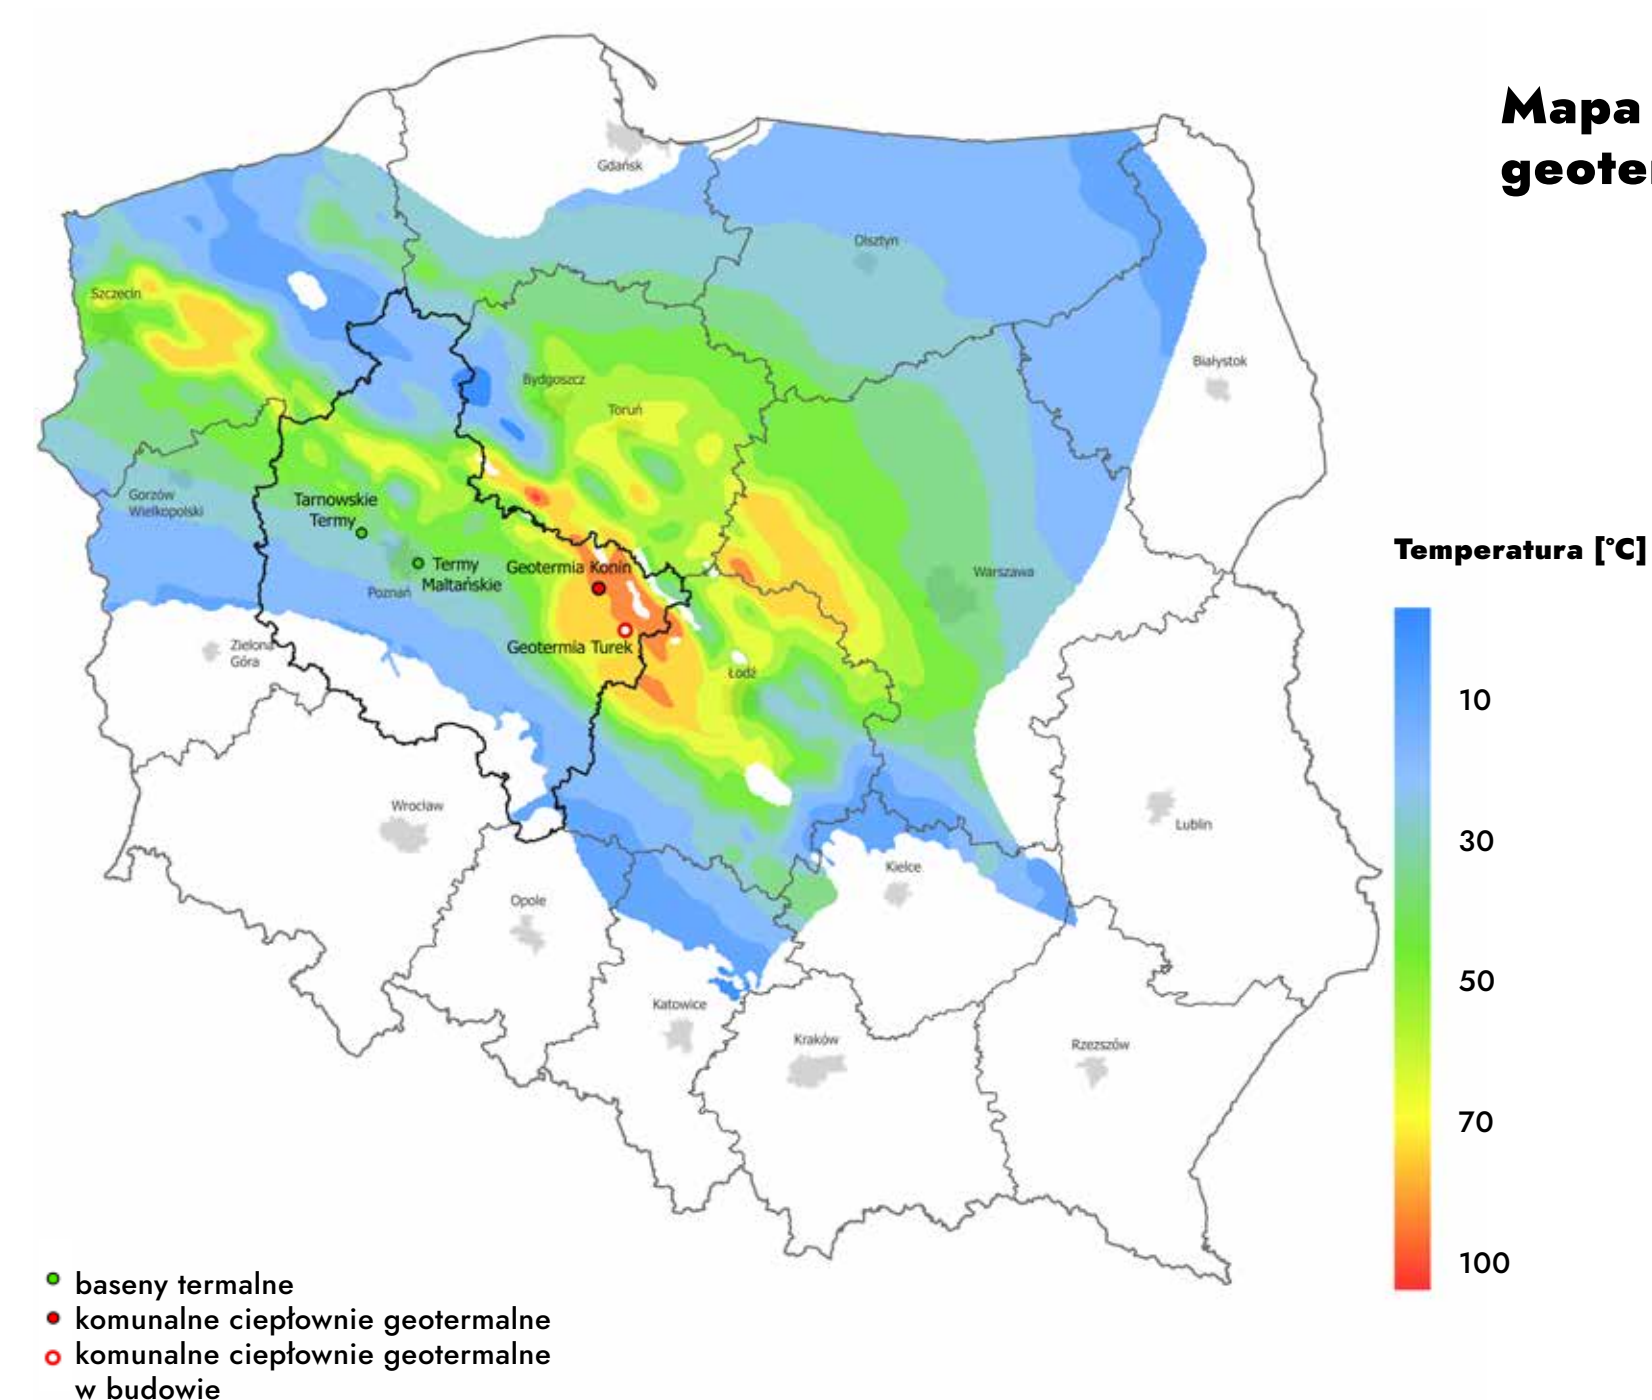 Mapa
Gdańsk
Olsztyn
Szczecin
Białystok
Bydgoszcz
Toruń
Gorzów
Wielkopolski
Tarnowskie
Termy
Termy
Maltańskie
Poznań
Geotermia Konin
Geotermia Turek
Warszawa
Zielona
Góra
Łódź
Wrocław
Lublin
Kielce
Opole
Katowice
Kraków
Rzezszów
Temperatura [°C]
10
30
50
70
100
baseny termalne
komunalne ciepłownie geotermalne
komunalne ciepłownie geotermalne
w budowie